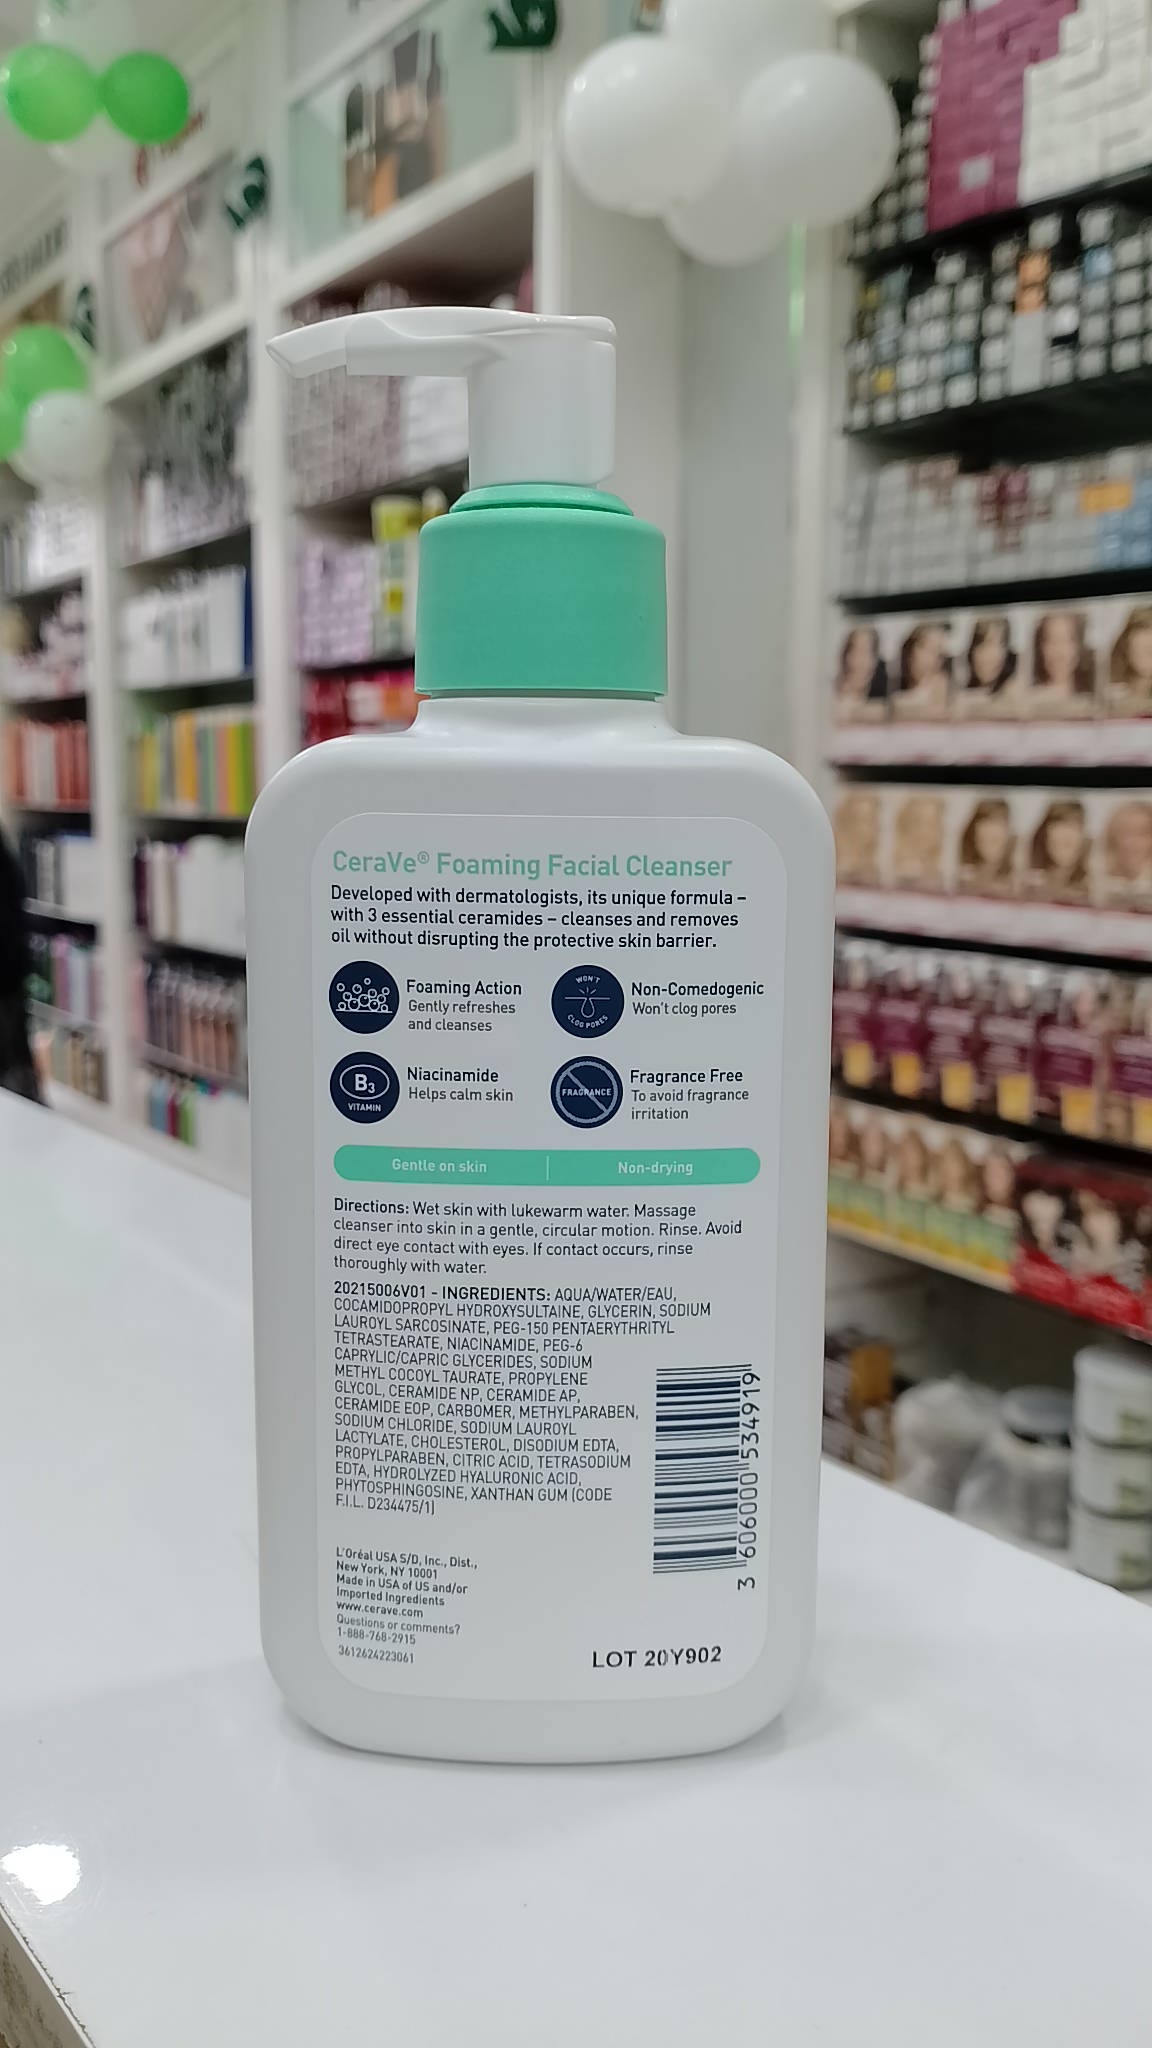 CeraVe® Foaming Facial Cleanser
Developed with dermatologists, its unique formula –
with 3 essential ceramides – cleanses and removes
oil without disrupting the protective skin barrier.
Foaming Action
Gently refreshes
and cleanses
WON'T
CLOG PORES
Non-Comedogenic
Won't clog pores
B3
VITAMIN
Niacinamide
Helps calm skin
FRAGRANCE
Fragrance Free
To avoid fragrance
irritation
Gentle on skin
Non-drying
Directions: Wet skin with lukewarm water. Massage
cleanser into skin in a gentle, circular motion. Rinse. Avoid
direct eye contact with eyes. If contact occurs, rinse
thoroughly with water.
20215006V01 - INGREDIENTS: AQUA/WATER/EAU,
COCAMIDOPROPYL HYDROXYSULTAINE, GLYCERIN, SODIUM
LAUROYL SARCOSINATE, PEG-150 PENTAERYTHRITYL
TETRASTEARATE, NIACINAMIDE, PEG-6
CAPRYLIC/CAPRIC GLYCERIDES, SODIUM
METHYL COCOYL TAURATE, PROPYLENE
GLYCOL, CERAMIDE NP, CERAMIDE AP,
CERAMIDE EOP, CARBOMER, METHYLPARABEN,
SODIUM CHLORIDE, SODIUM LAUROYL
LACTYLATE, CHOLESTEROL, DISODIUM EDTA,
PROPYLPARABEN, CITRIC ACID, TETRASODIUM
EDTA, HYDROLYZED HYALURONIC ACID,
PHYTOSPHINGOSINE, XANTHAN GUM (CODE
F.I.L. D234475/1)
3 606000 534919
L'Oréal USA S/D, Inc., Dist.,
New York, NY 10001
Made in USA of US and/or
Imported Ingredients
www.cerave.com
Questions or comments?
1-888-768-2915
3612624223061
LOT 20Y902